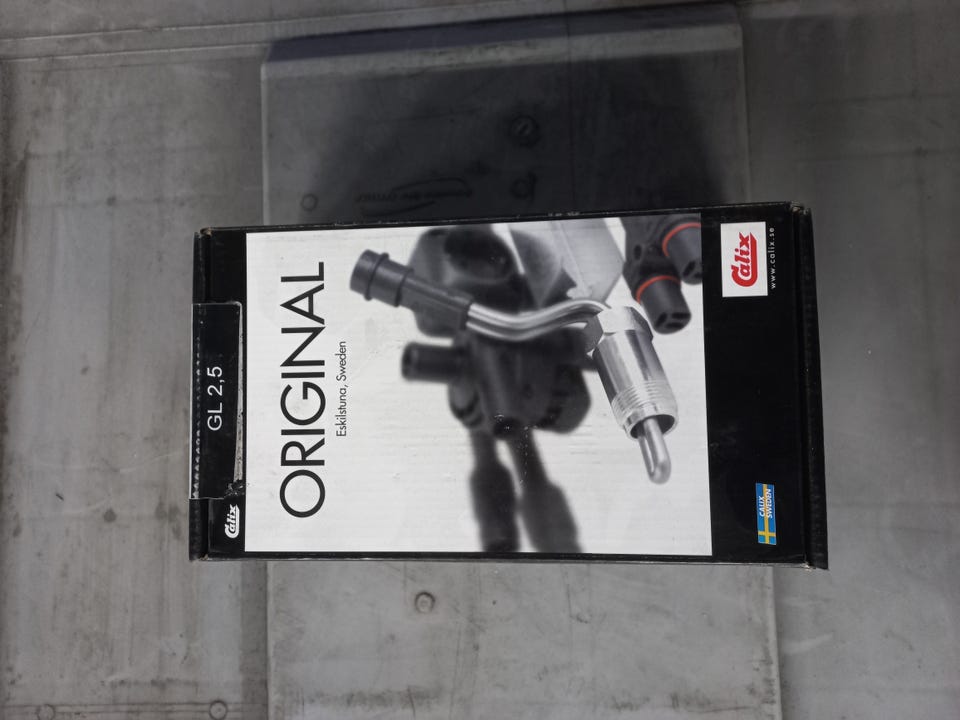 Calix
GL 2,5
ORIGINAL
Eskilstuna, Sweden
CALIX
SWEDEN
Calix
www.calix.se